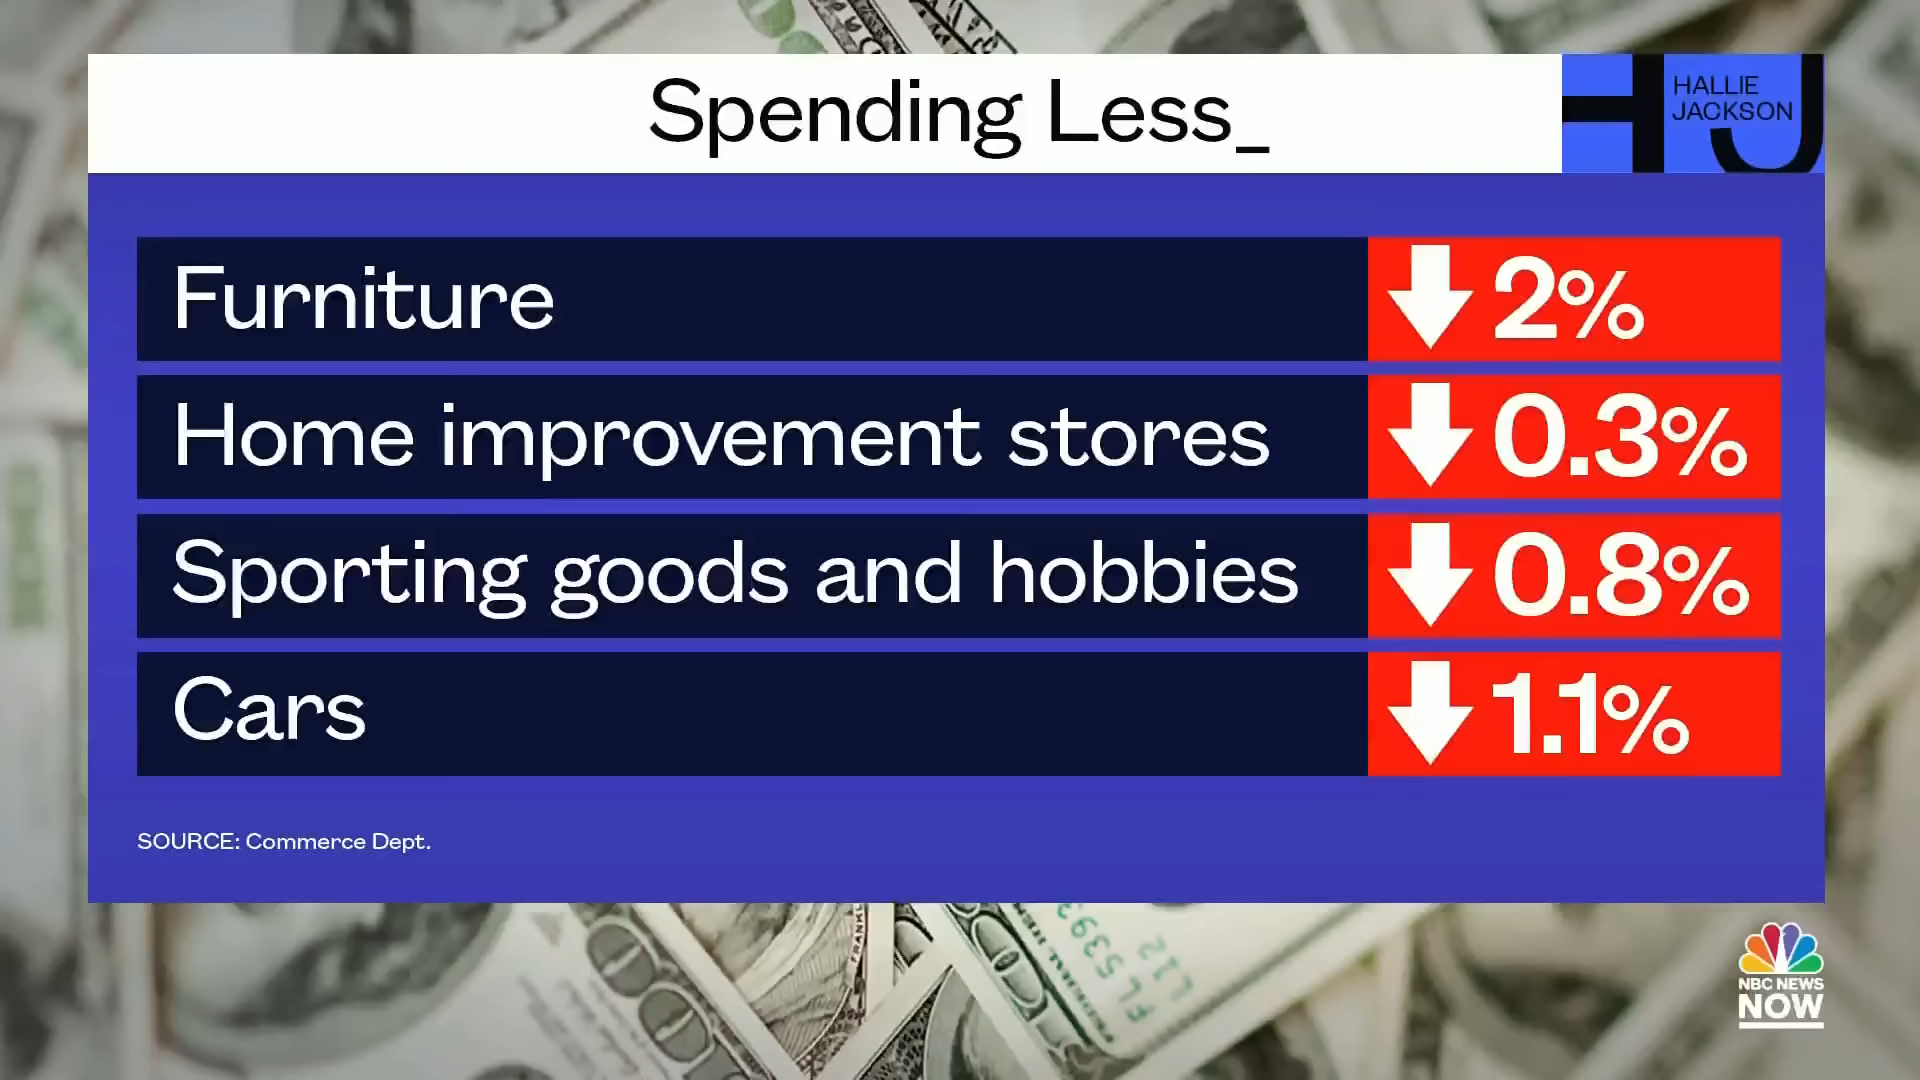 Spending Less_
HALLIE
JACKSON
HJ
Furniture
2%
Home improvement stores
0.3%
Sporting goods and hobbies
0.8%
Cars
1.1%
SOURCE: Commerce Dept.
NBC NEWS
NOW